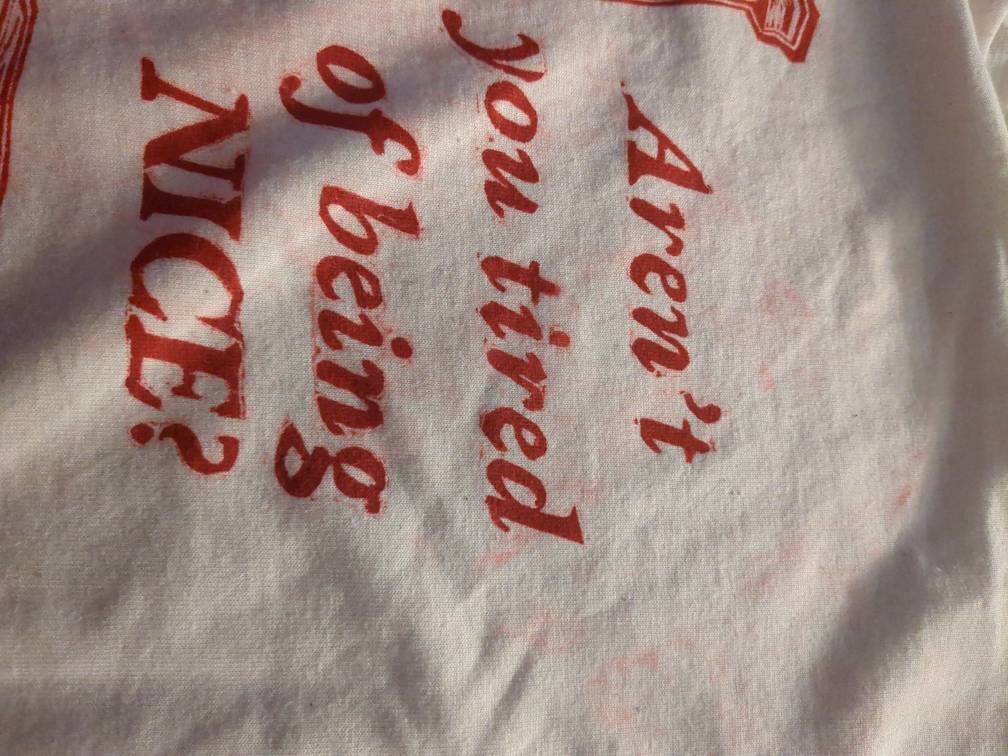 Aren't
you tired
of being
NICE?